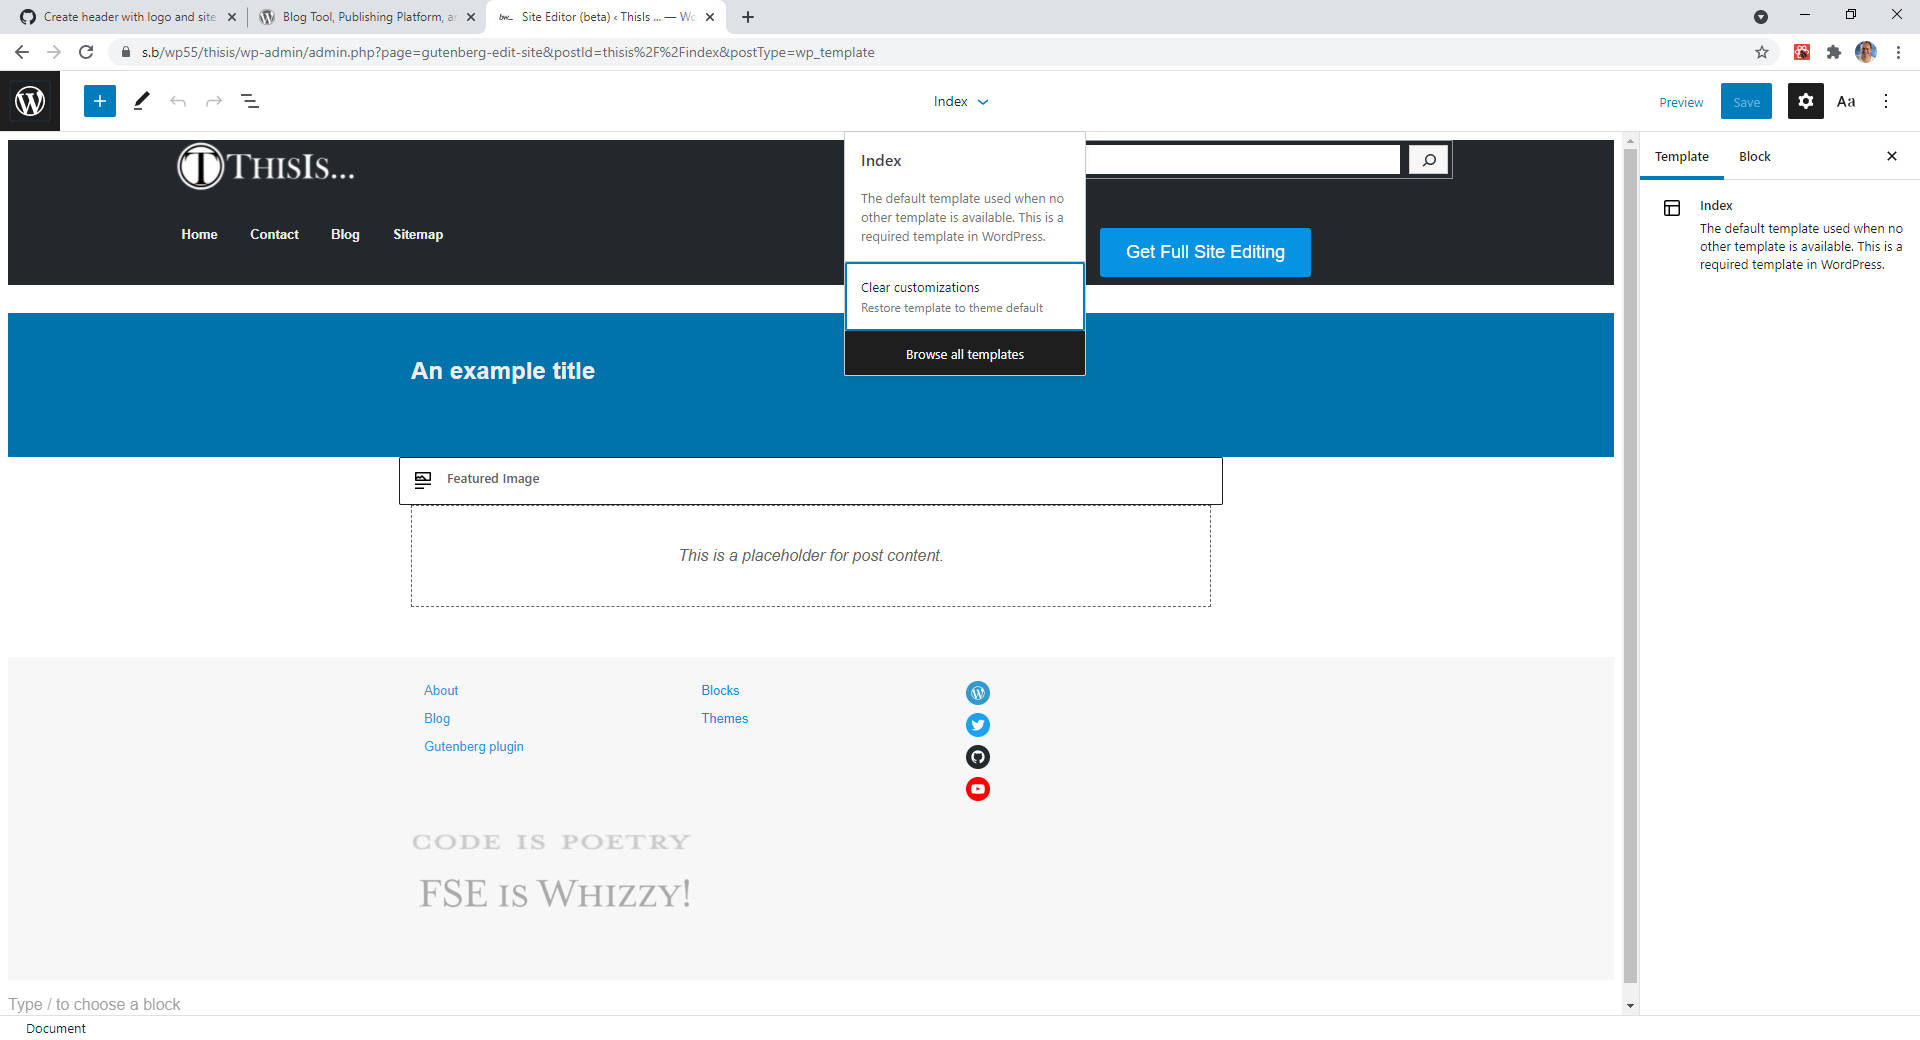 Create header with logo and site
Blog Tool, Publishing Platform, a
Site Editor (beta) ‹ ThisIs ... — Wo
s.b/wp55/thisis/wp-admin/admin.php?page=gutenberg-edit-site&postId=thisis%2F%2Findex&postType=wp_template
Index
Preview
Save
Aa
ThisIs...
Home
Contact
Blog
Sitemap
Get Full Site Editing
Index
The default template used when no
other template is available. This is a
required template in WordPress.
Clear customizations
Restore template to theme default
Browse all templates
Template
Block
Index
The default template used when no
other template is available. This is a
required template in WordPress.
An example title
Featured Image
This is a placeholder for post content.
About
Blog
Gutenberg plugin
Blocks
Themes
CODE IS POETRY
FSE is Whizzy!
Type / to choose a block
Document